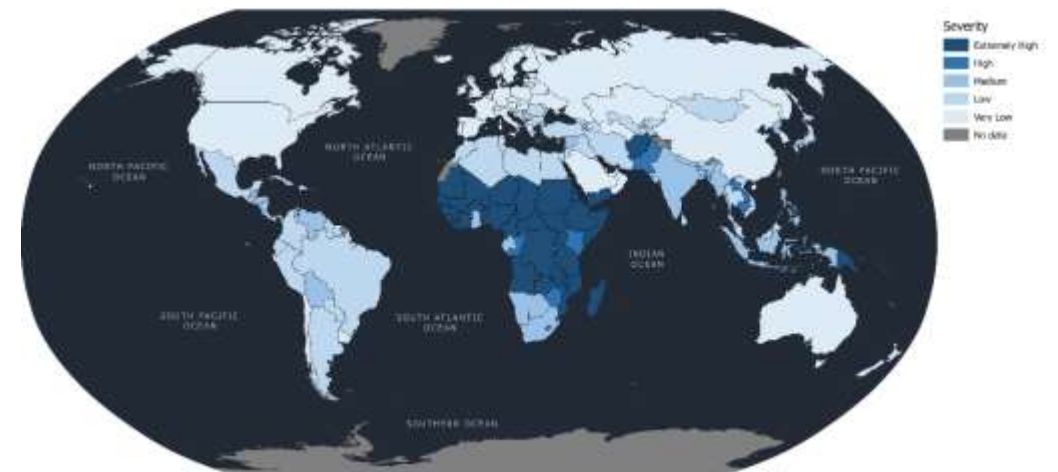 Severity
Extremely High
High
Medium
Low
Very Low
No data
NORTH ATLANTIC
OCEAN
NORTH PACIFIC
OCEAN
NORTH PACIFIC
OCEAN
INDIAN
OCEAN
SOUTH PACIFIC
OCEAN
SOUTH ATLANTIC
OCEAN
SOUTHERN OCEAN